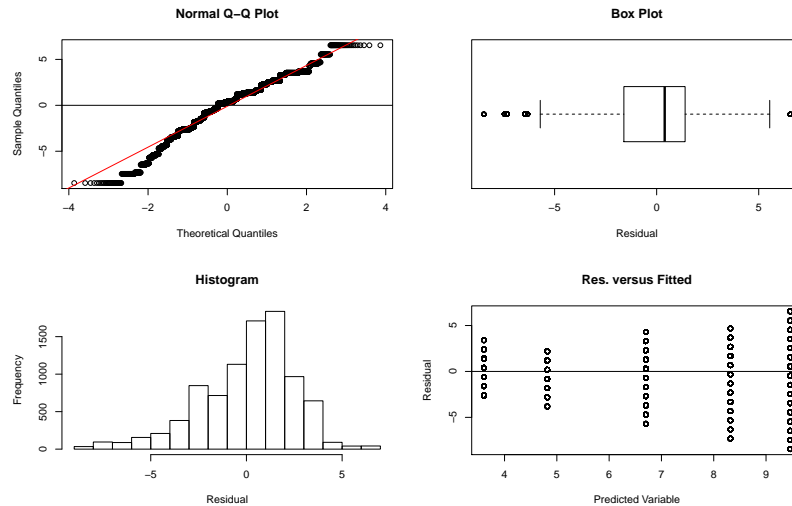 Normal Q−Q Plot
Sample Quantiles
5
0
−5
−4
−2
0
2
4
Theoretical Quantiles
Box Plot
−5
0
5
Residual
Histogram
Frequency
1500
1000
500
0
−5
0
5
Residual
Res. versus Fitted
Residual
5
0
−5
4
5
6
7
8
9
Predicted Variable